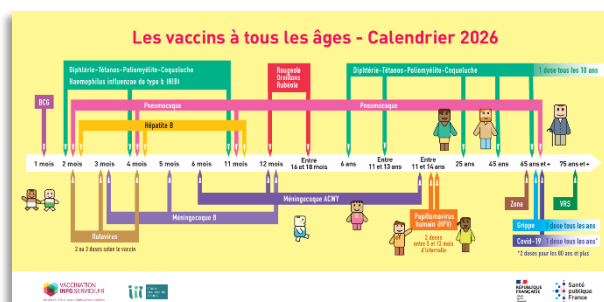 Les vaccins à tous les âges - Calendrier 2026
Diphtérie-Tétanos-Poliomyélite-Coqueluche
Haemophilus influenzae de type b (HIB)
Rougeole
Oreillons
Rubéole
Diphtérie-Tétanos-Poliomyélite-Coqueluche
1 dose tous les 10 ans
BCG
Pneumocoque
Pneumocoque
Hépatite B
1 mois
2 mois
3 mois
4 mois
5 mois
6 mois
11 mois
12 mois
Entre
16 et 18 mois
6 ans
Entre
11 et 13 ans
Entre
11 et 14 ans
25 ans
45 ans
65 ans et +
75 ans et +
Méningocoque ACWY
Méningocoque B
Rotavirus
2 ou 3 doses selon le vaccin
Papillomavirus
humain (HPV)
2 doses
entre 5 et 13 mois
d'intervalle
Zona
VRS
Grippe
1 dose tous les ans
Covid-19
1 dose tous les ans*
*2 doses pour les 80 ans et plus
VACCINATION
INFO SERVICE.FR
RÉPUBLIQUE
FRANÇAISE
Santé
publique
France